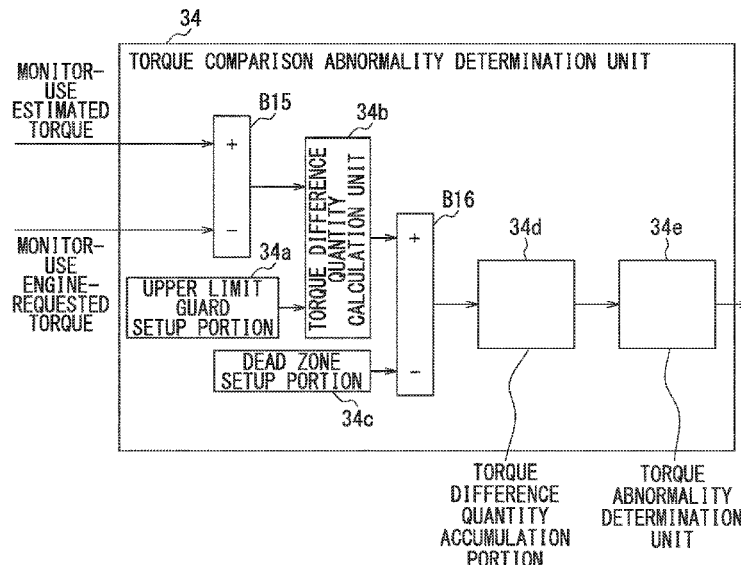 34
TORQUE COMPARISON ABNORMALITY DETERMINATION UNIT
MONITOR-
USE
ESTIMATED
TORQUE
B15
+
-
34b
TORQUE DIFFERENCE
QUANTITY
CALCULATION UNIT
MONITOR-
USE
ENGINE-
REQUESTED
TORQUE
34a
UPPER LIMIT
GUARD
SETUP PORTION
B16
+
-
DEAD ZONE
SETUP PORTION
34c
34d
34e
TORQUE
DIFFERENCE
QUANTITY
ACCUMULATION
PORTION
TORQUE
ABNORMALITY
DETERMINATION
UNIT